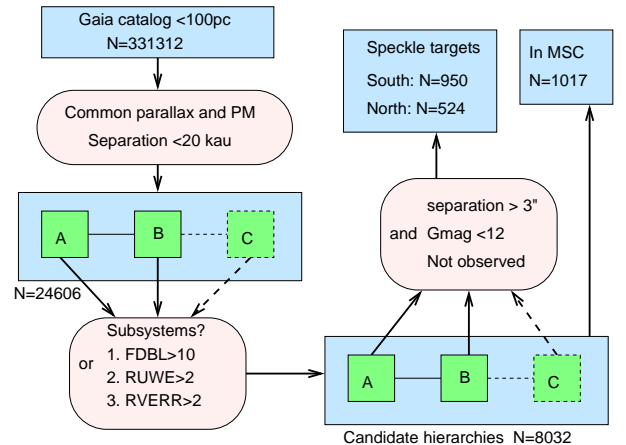 Gaia catalog <100pc
N=331312
Common parallax and PM
Separation <20 kau
A
B
C
N=24606
Subsystems?
or
1. FDBL>10
2. RUWE>2
3. RVERR>2
Speckle targets
South: N=950
North: N=524
In MSC
N=1017
separation > 3"
and Gmag <12
Not observed
A
B
C
Candidate hierarchies N=8032